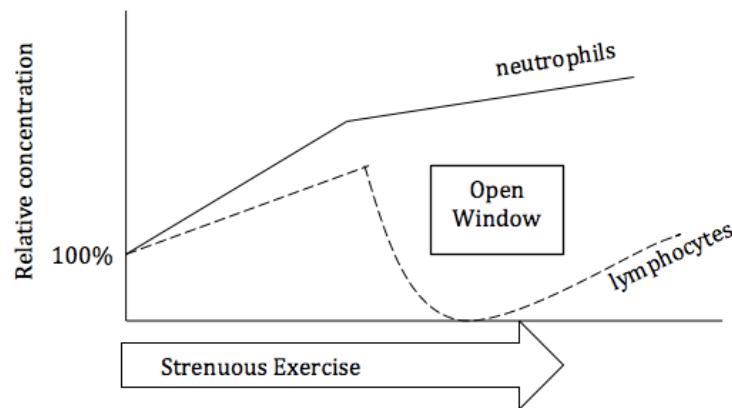 neutrophils
Relative concentration
Open
Window
100%
lymphocytes
Strenuous Exercise